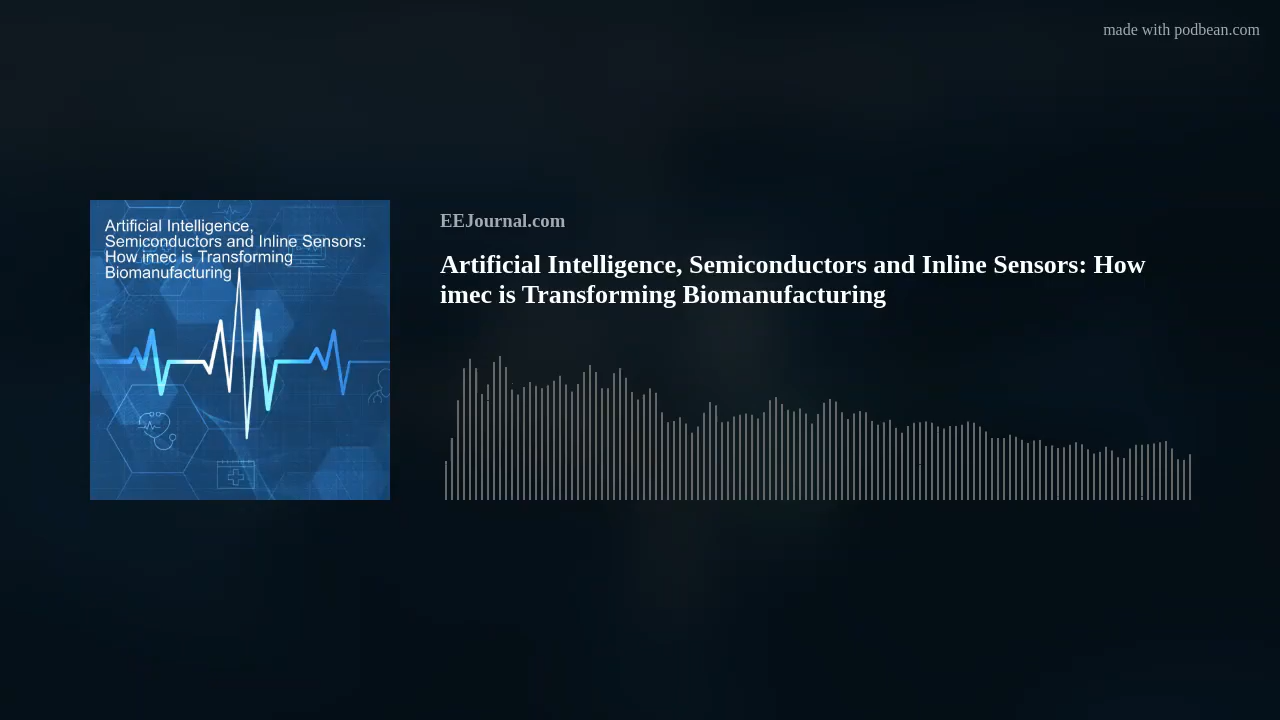 made with podbean.com
Artificial Intelligence,
Semiconductors and Inline Sensors:
How imec is Transforming
Biomanufacturing
EEJournal.com
Artificial Intelligence, Semiconductors and Inline Sensors: How
imec is Transforming Biomanufacturing